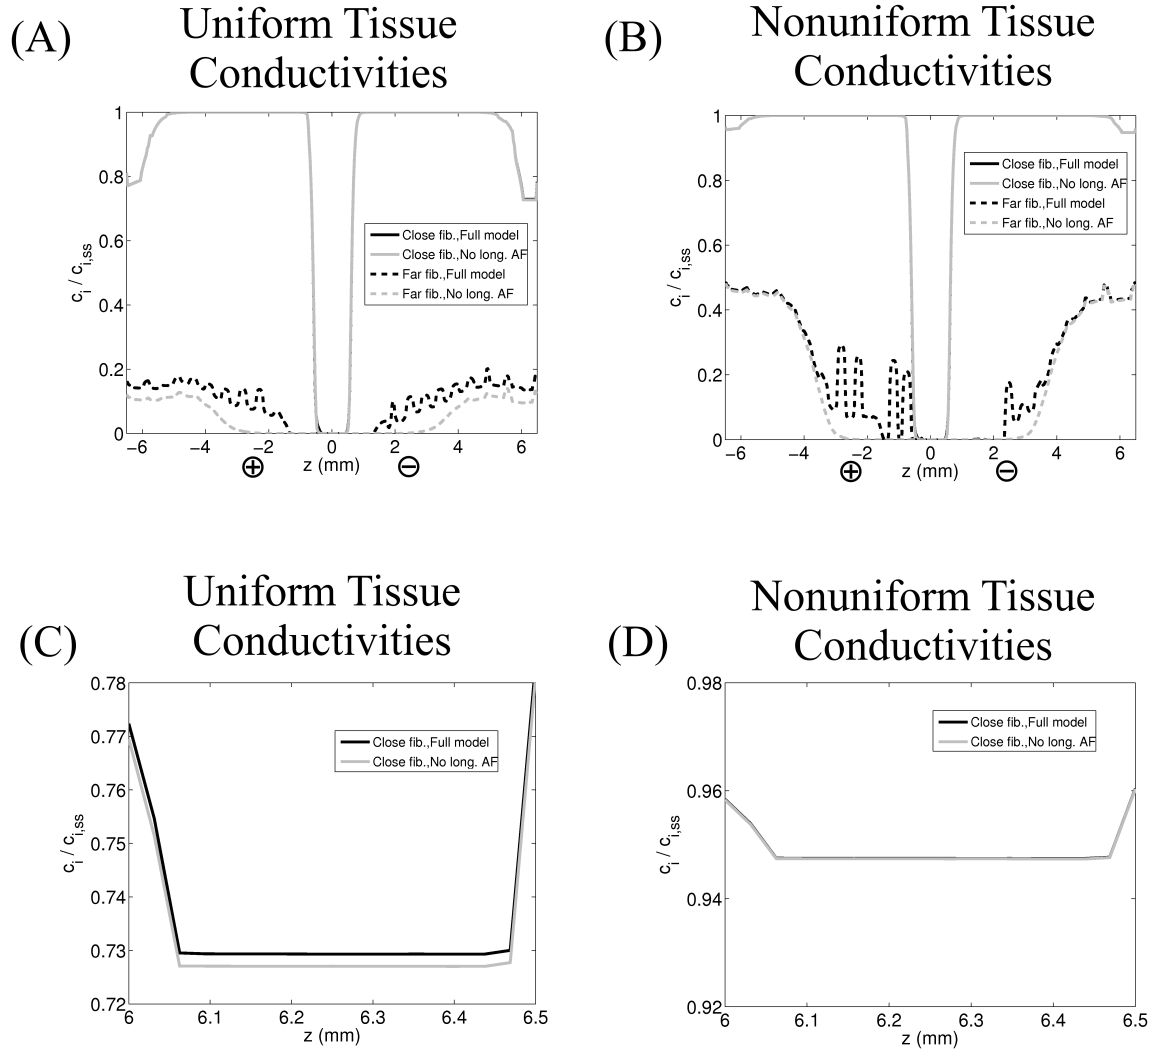 (A)
Uniform Tissue
Conductivities
1
0.8
0.6
0.4
0.2
0
c_i / c_i,ss
Close fib.,Full model
Close fib.,No long. AF
Far fib.,Full model
Far fib.,No long. AF
−6 −4 −2 0 2 4 6
⊕ z (mm) ⊖
(B)
Nonuniform Tissue
Conductivities
1
0.8
0.6
0.4
0.2
0
c_i / c_i,ss
Close fib.,Full model
Close fib.,No long. AF
Far fib.,Full model
Far fib.,No long. AF
−6 −4 −2 0 2 4 6
⊕ z (mm) ⊖
(C)
Uniform Tissue
Conductivities
0.78
0.77
0.76
0.75
0.74
0.73
0.72
c_i / c_i,ss
Close fib.,Full model
Close fib.,No long. AF
6 6.1 6.2 6.3 6.4 6.5
z (mm)
(D)
Nonuniform Tissue
Conductivities
0.98
0.96
0.94
0.92
c_i / c_i,ss
Close fib.,Full model
Close fib.,No long. AF
6 6.1 6.2 6.3 6.4 6.5
z (mm)